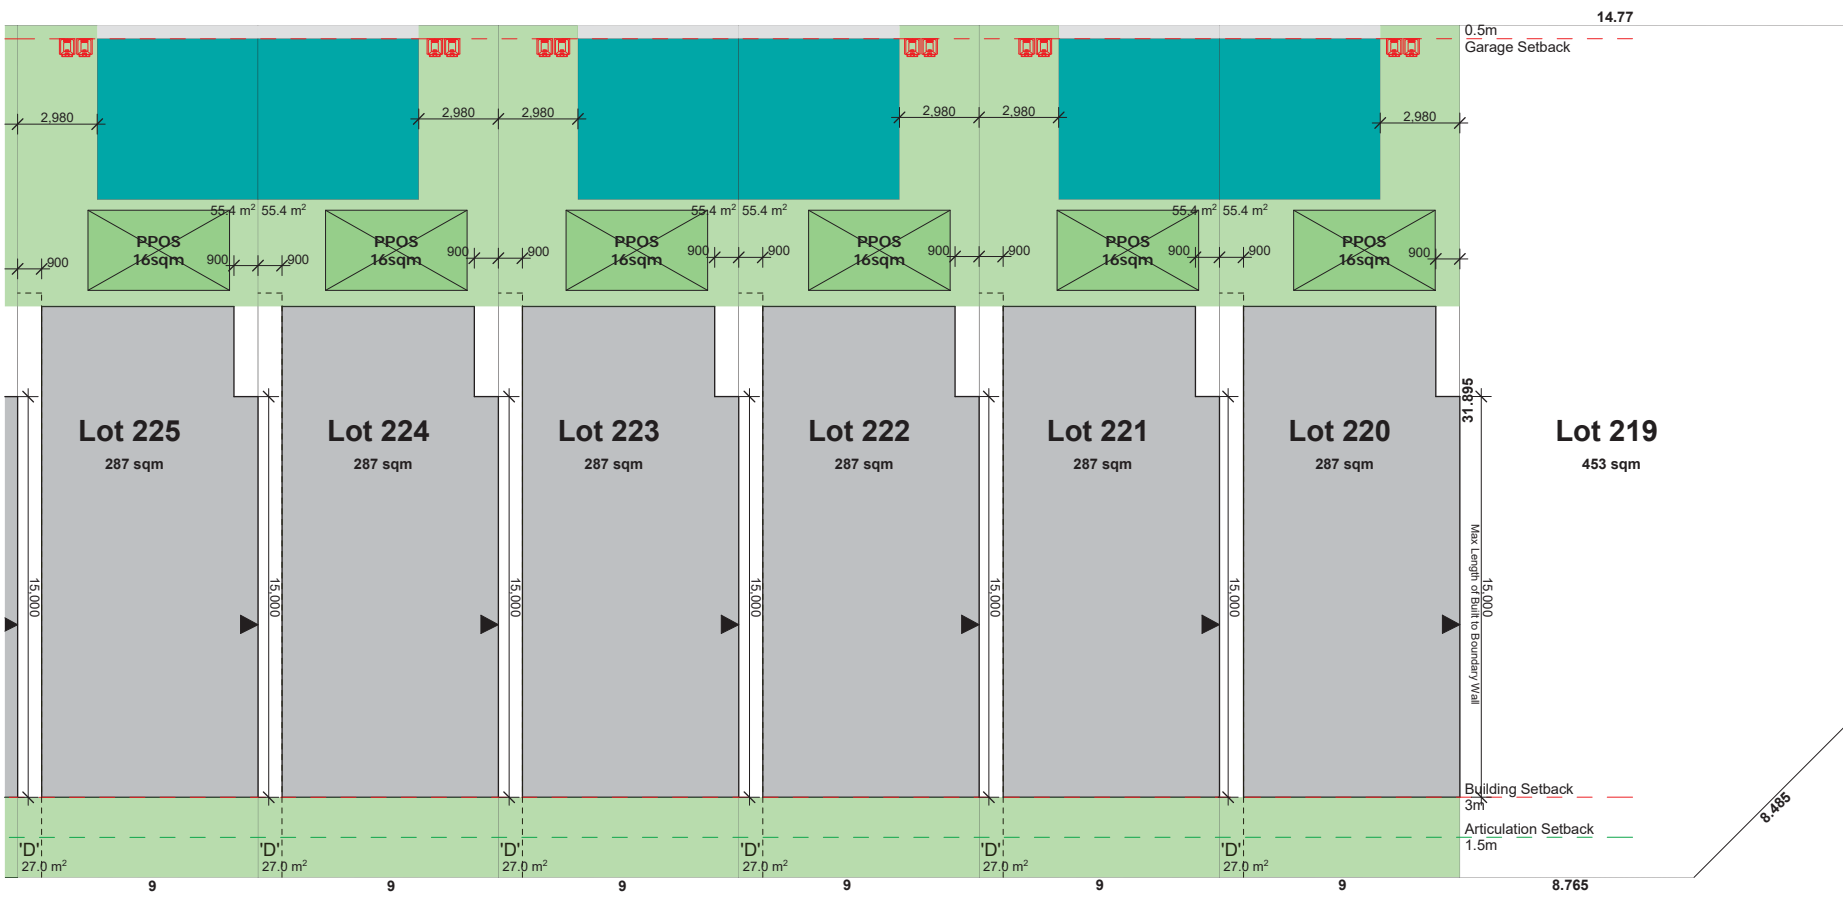 14.77
0.5m
Garage Setback
2,980
2,980
2,980
2,980
2,980
2,980
55.4 m² 55.4 m²
55.4 m² 55.4 m²
55.4 m² 55.4 m²
900
PPOS
16sqm
900
900
PPOS
16sqm
900
900
PPOS
16sqm
900
900
PPOS
16sqm
900
900
PPOS
16sqm
900
900
PPOS
16sqm
900
31.895
Lot 225
287 sqm
Lot 224
287 sqm
Lot 223
287 sqm
Lot 222
287 sqm
Lot 221
287 sqm
Lot 220
287 sqm
Lot 219
453 sqm
15,000
15,000
15,000
15,000
15,000
15,000
15,000
Max Length of Built to Boundary Wall
Building Setback
3m
Articulation Setback
1.5m
8.485
'D'
27.0 m²
'D'
27.0 m²
'D'
27.0 m²
'D'
27.0 m²
'D'
27.0 m²
'D'
27.0 m²
9
9
9
9
9
9
8.765